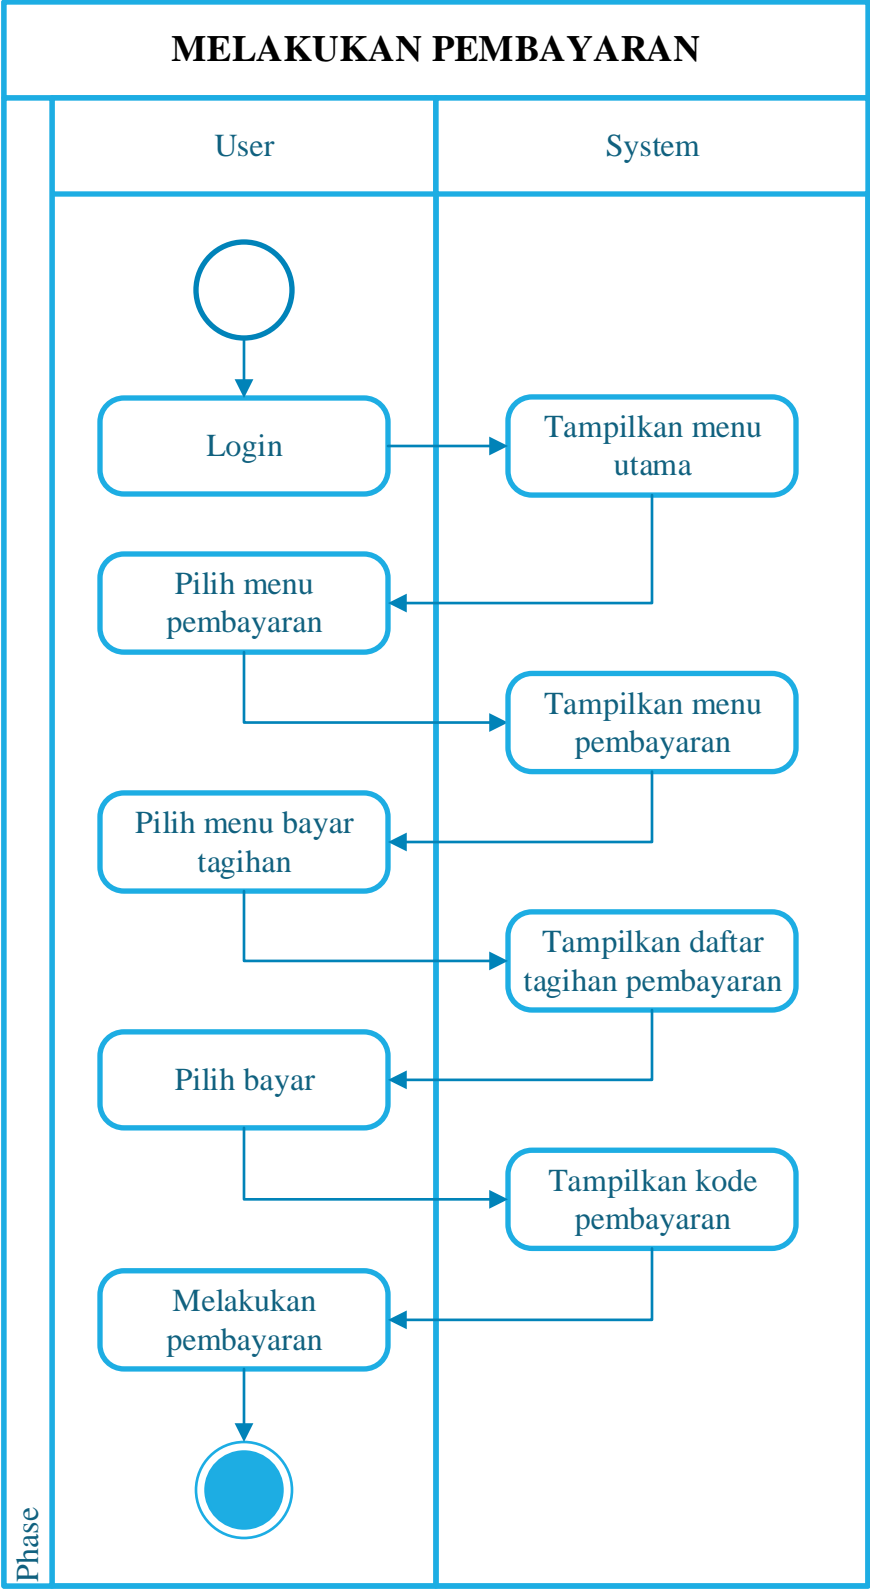 MELAKUKAN PEMBAYARAN
User
System
Login
Tampilkan menu
utama
Pilih menu
pembayaran
Tampilkan menu
pembayaran
Pilih menu bayar
tagihan
Tampilkan daftar
tagihan pembayaran
Pilih bayar
Tampilkan kode
pembayaran
Melakukan
pembayaran
Phase